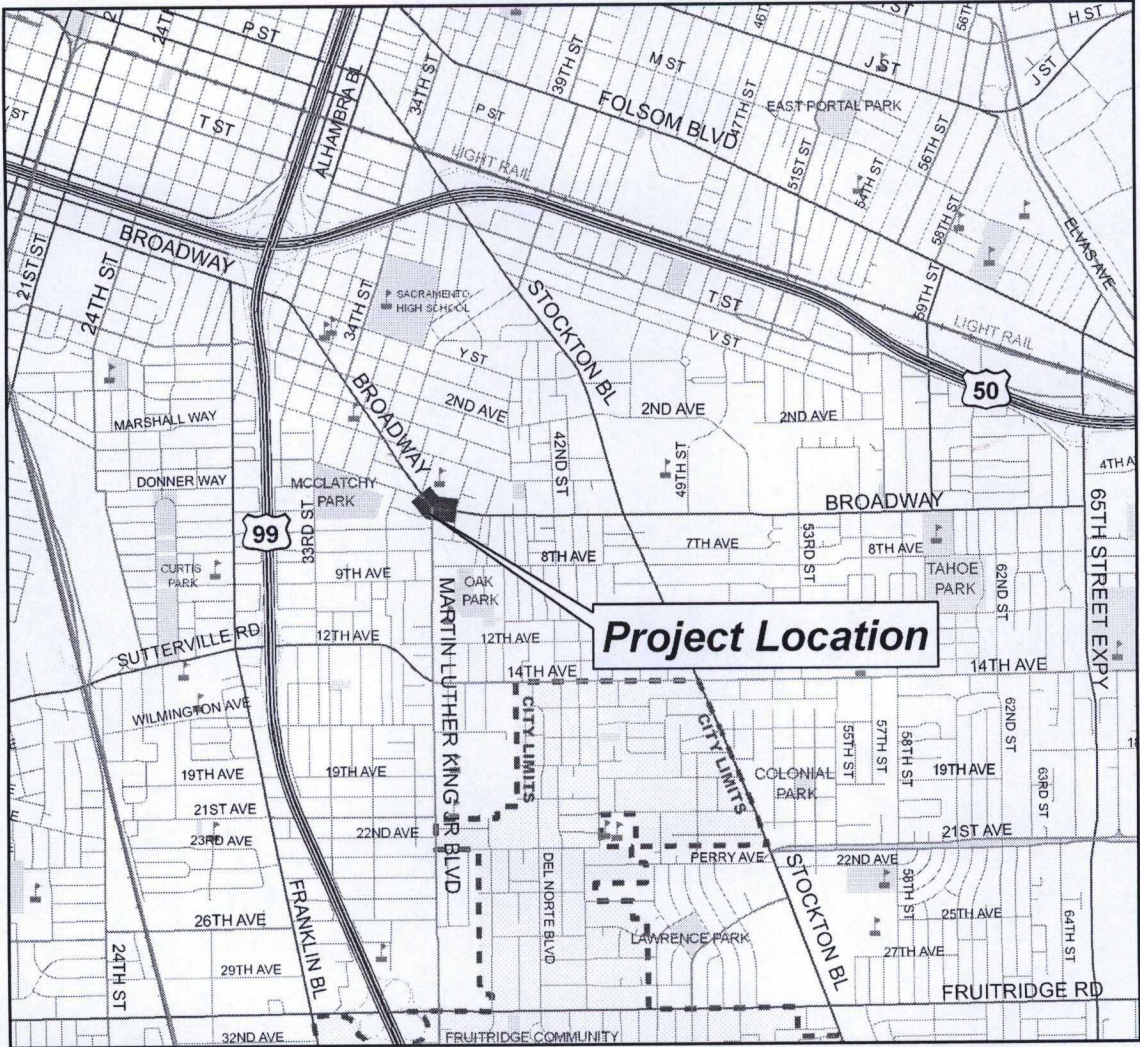 24TH
P ST
ALHAMBRA BL
34TH ST
39TH ST
46TH
M ST
J ST
56TH
H ST
J ST
T ST
P ST
FOLSOM BLVD
47TH ST
EAST PORTAL PARK
LIGHT RAIL
51ST ST
54TH ST
56TH ST
58TH ST
ELVAS AVE
21ST ST
BROADWAY
24TH ST
34TH ST
SACRAMENTO
HIGH SCHOOL
STOCKTON BL
T ST
V ST
59TH ST
LIGHT RAIL
Y ST
50
BROADWAY
2ND AVE
2ND AVE
2ND AVE
MARSHALL WAY
42ND ST
49TH ST
4TH A
DONNER WAY
MCCLATCHY
PARK
BROADWAY
65TH STREET EXPY
99
33RD ST
8TH AVE
7TH AVE
53RD ST
8TH AVE
CURTIS
PARK
9TH AVE
OAK
PARK
TAHOE
PARK
62ND ST
MARTIN LUTHER KING JR BLVD
12TH AVE
12TH AVE
Project Location
SUTTERVILLE RD
14TH AVE
14TH AVE
WILMINGTON AVE
CITY LIMITS
CITY LIMITS
55TH ST
57TH ST
58TH ST
62ND ST
19TH AVE
19TH AVE
COLONIAL
PARK
19TH AVE
63RD ST
21ST AVE
22ND AVE
21ST AVE
23RD AVE
PERRY AVE
22ND AVE
DEL NORTE BLVD
STOCKTON BL
58TH ST
FRANKLIN BL
26TH AVE
25TH AVE
64TH ST
LAWRENCE PARK
27TH AVE
24TH ST
29TH AVE
FRUITRIDGE RD
32ND AVE
FRUITRIDGE COMMUNITY